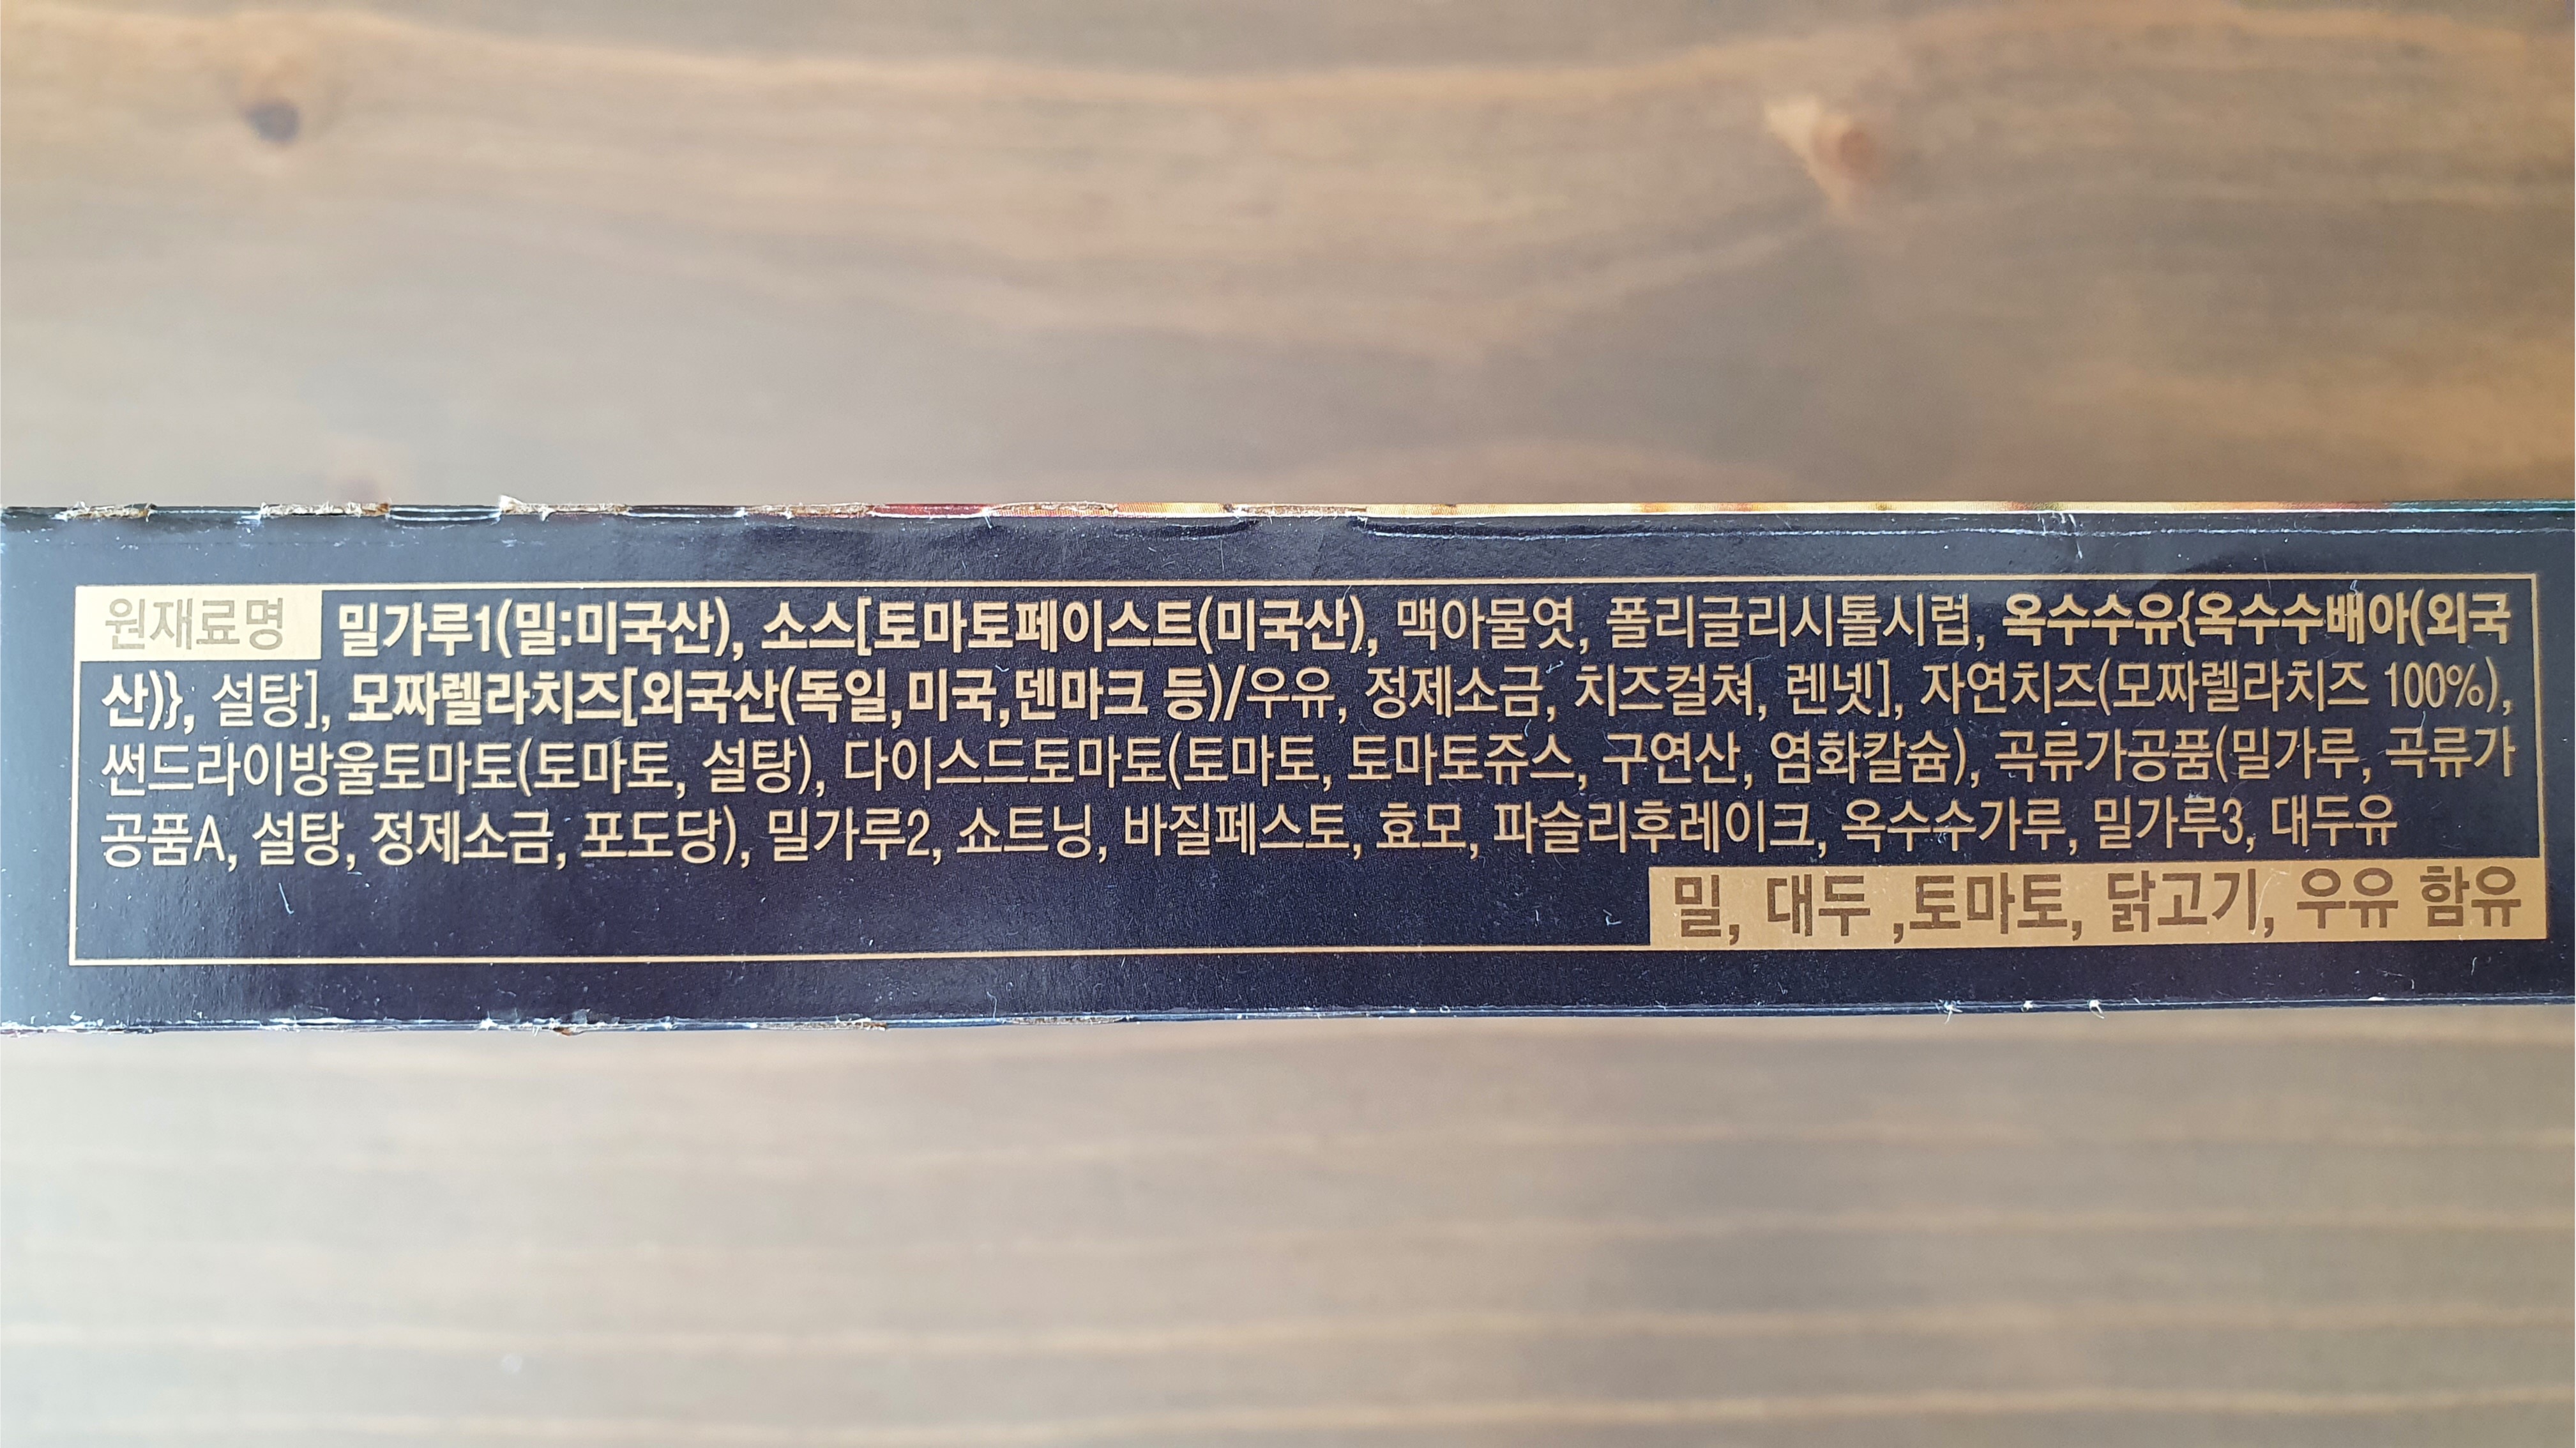 원재료명 밀가루1(밀:미국산), 소스[토마토페이스트(미국산), 맥아물엿, 폴리글리시톨시럽, 옥수수유{옥수수배아(외국
산)}, 설탕], 모짜렐라치즈[외국산(독일,미국,덴마크 등)/우유, 정제소금, 치즈컬쳐, 렌넷], 자연치즈(모짜렐라치즈 100%),
썬드라이방울토마토(토마토, 설탕), 다이스드토마토(토마토, 토마토쥬스, 구연산, 염화칼슘), 곡류가공품(밀가루, 곡류가
공품A, 설탕, 정제소금, 포도당), 밀가루2, 쇼트닝, 바질페스토, 효모, 파슬리후레이크, 옥수수가루, 밀가루3, 대두유
밀, 대두 ,토마토, 닭고기, 우유 함유